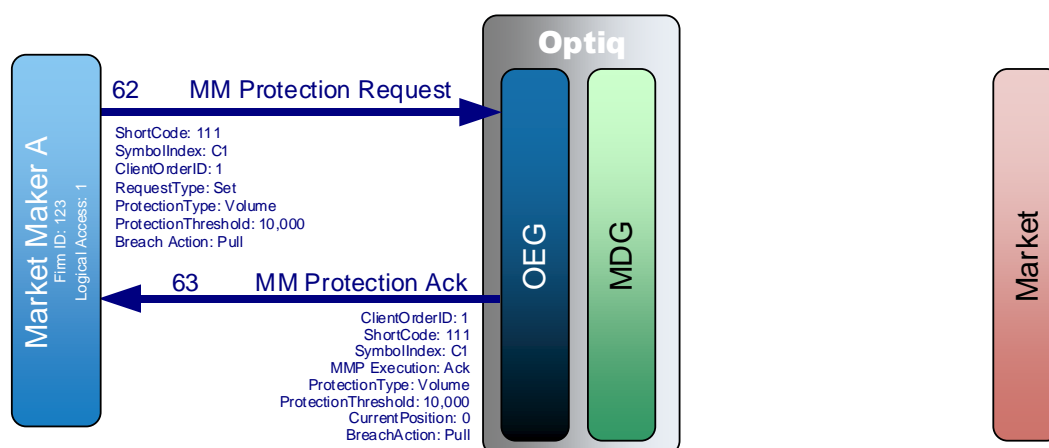 Optiq
Market Maker A
Firm ID: 123
Logical Access: 1
62 MM Protection Request
ShortCode: 111
SymbolIndex: C1
ClientOrderID: 1
RequestType: Set
ProtectionType: Volume
ProtectionThreshold: 10,000
Breach Action: Pull
63 MM Protection Ack
ClientOrderID: 1
ShortCode: 111
SymbolIndex: C1
MMP Execution: Ack
ProtectionType: Volume
ProtectionThreshold: 10,000
CurrentPosition: 0
BreachAction: Pull
OEG
MDG
Market